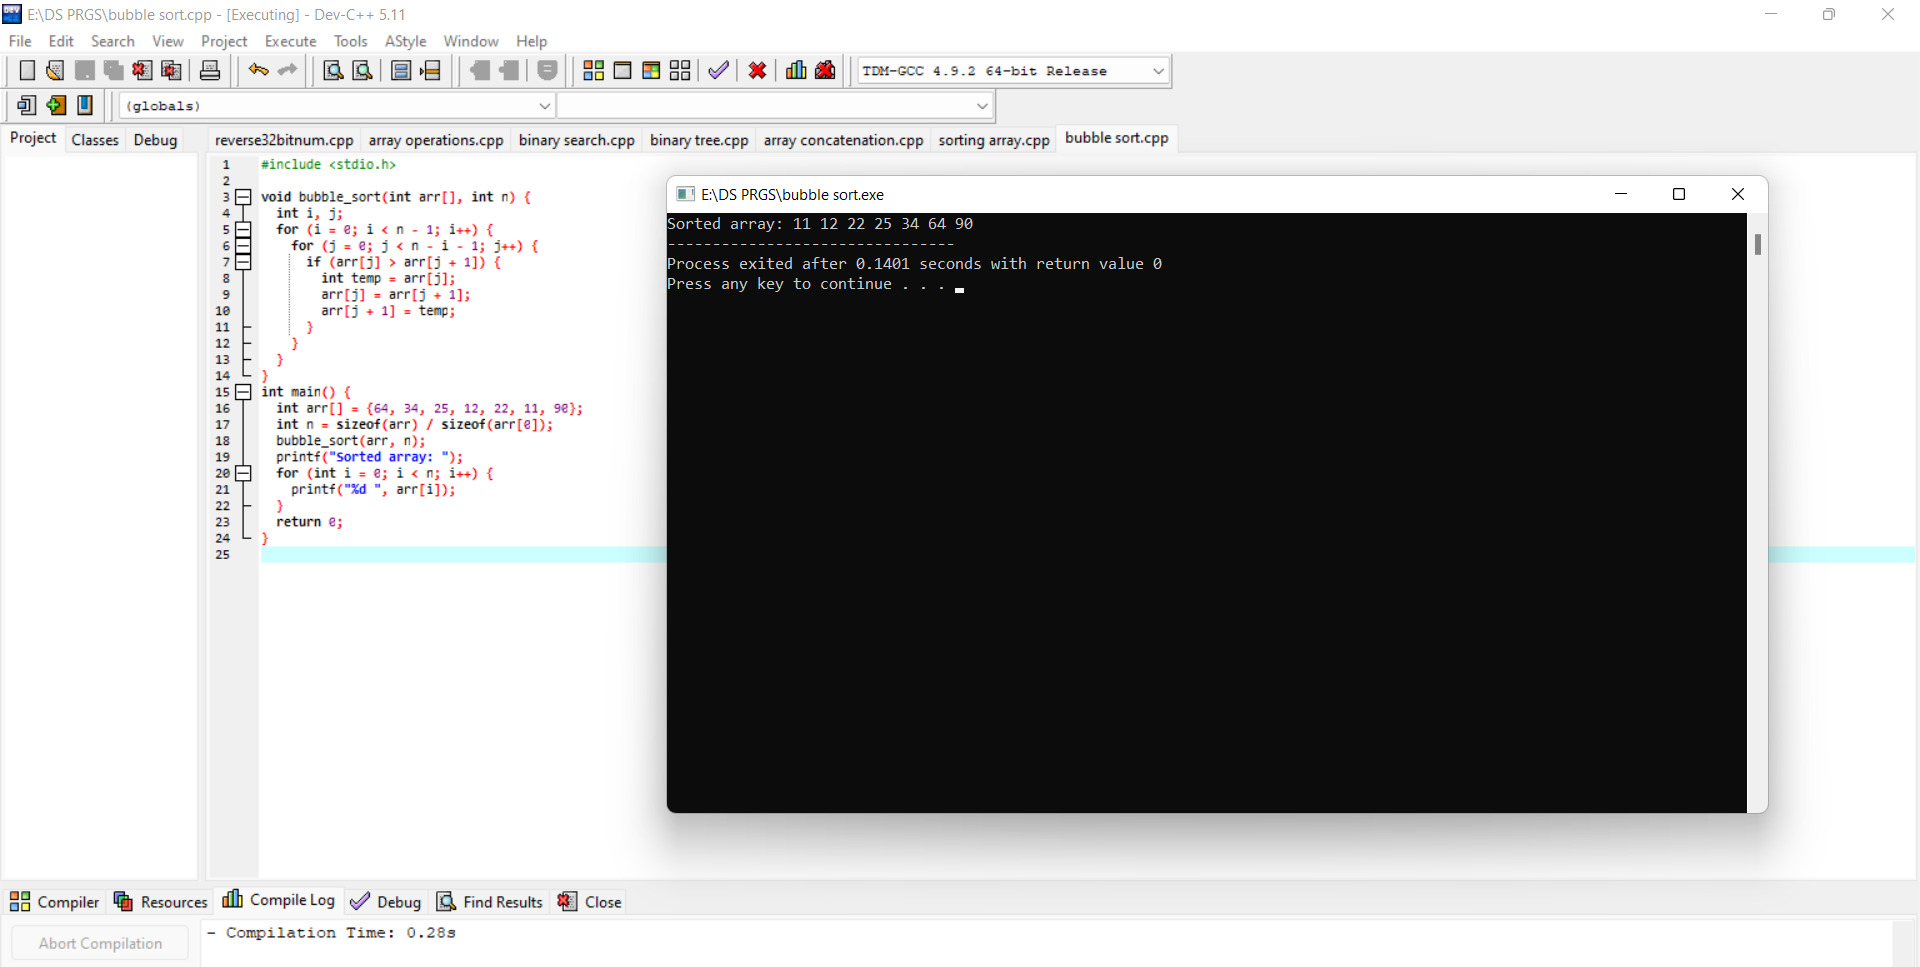 E:\DS PRGS\bubble sort.cpp - [Executing] - Dev-C++ 5.11
File Edit Search View Project Execute Tools AStyle Window Help
TDM-GCC 4.9.2 64-bit Release
(globals)
Project Classes Debug
reverse32bitnum.cpp array operations.cpp binary search.cpp binary tree.cpp array concatenation.cpp sorting array.cpp bubble sort.cpp
1 #include <stdio.h>
2
3 void bubble_sort(int arr[], int n) {
4 int i, j;
5 for (i = 0; i < n - 1; i++) {
6 for (j = 0; j < n - i - 1; j++) {
7 if (arr[j] > arr[j + 1]) {
8 int temp = arr[j];
9 arr[j] = arr[j + 1];
10 arr[j + 1] = temp;
11 }
12 }
13 }
14 }
15 int main() {
16 int arr[] = {64, 34, 25, 12, 22, 11, 90};
17 int n = sizeof(arr) / sizeof(arr[0]);
18 bubble_sort(arr, n);
19 printf("Sorted array: ");
20 for (int i = 0; i < n; i++) {
21 printf("%d ", arr[i]);
22 }
23 return 0;
24 }
25
E:\DS PRGS\bubble sort.exe
Sorted array: 11 12 22 25 34 64 90
--------------------------------
Process exited after 0.1401 seconds with return value 0
Press any key to continue . . .
Compiler Resources Compile Log Debug Find Results Close
Abort Compilation
- Compilation Time: 0.28s